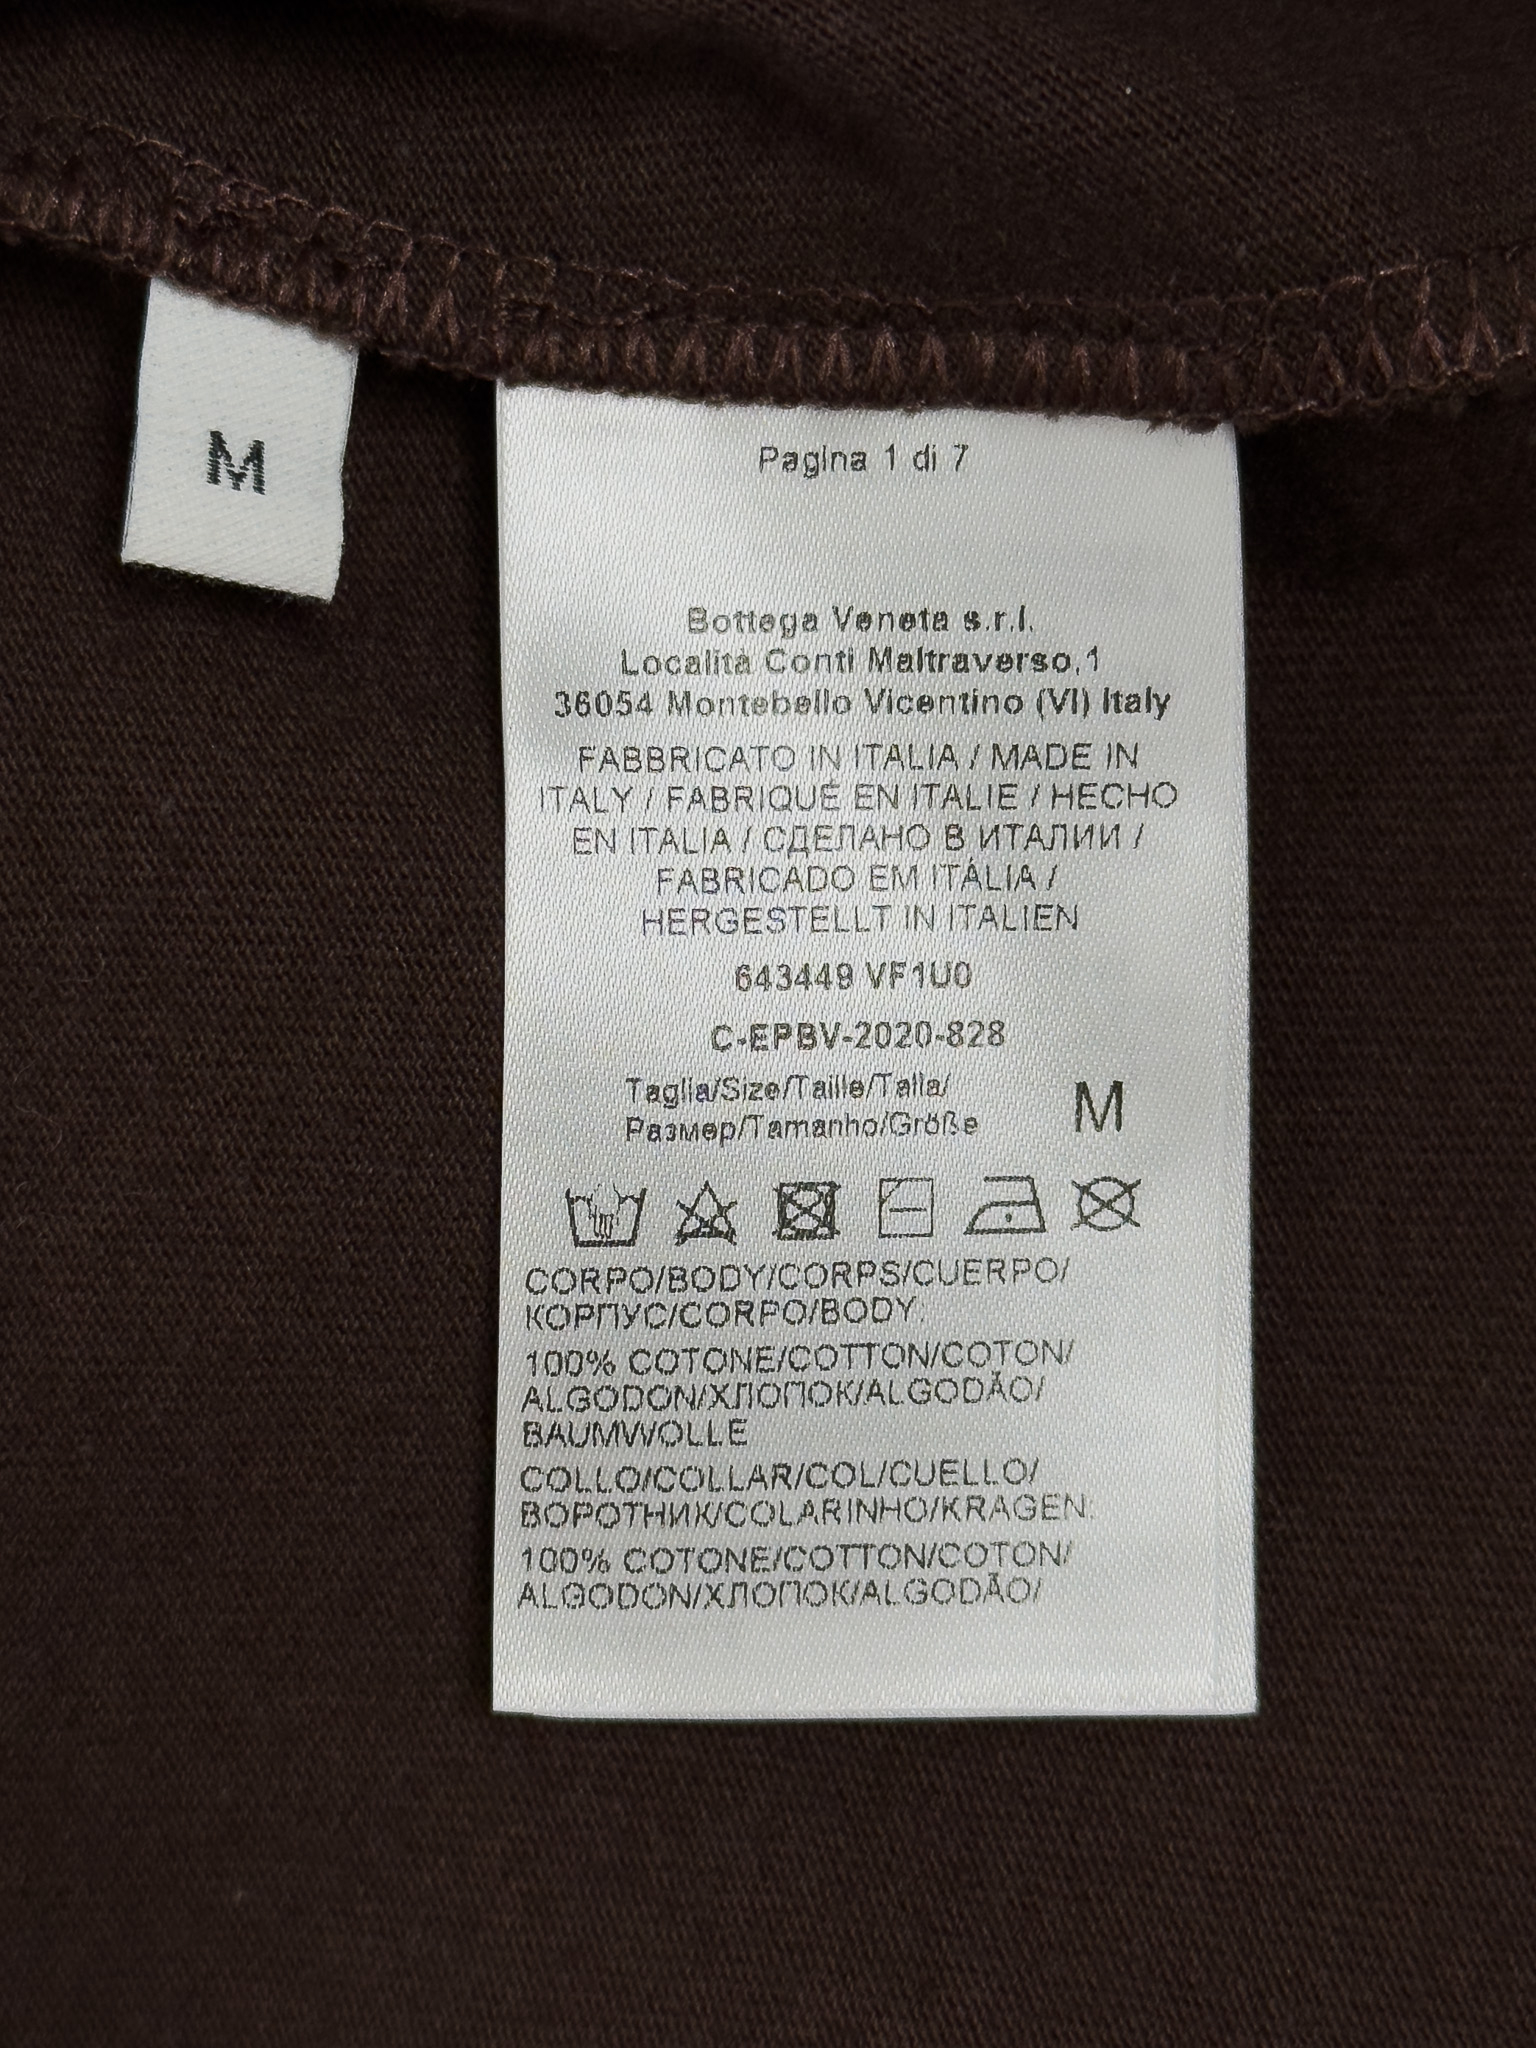 M
Pagina 1 di 7
Bottega Veneta s.r.l.
Località Conti Maltraverso,1
36054 Montebello Vicentino (VI) Italy
FABBRICATO IN ITALIA / MADE IN
ITALY / FABRIQUÉ EN ITALIE / HECHO
EN ITALIA / СДЕЛАНО В ИТАЛИИ /
FABRICADO EM ITÁLIA /
HERGESTELLT IN ITALIEN
643449 VF1U0
C-EPBV-2020-828
Taglia/Size/Taille/Talla/
Размер/Tamanho/Größe M
CORPO/BODY/CORPS/CUERPO/
КОРПУС/CORPO/BODY:
100% COTONE/COTTON/COTON/
ALGODON/ХЛОПОК/ALGODÃO/
BAUMWOLLE
COLLO/COLLAR/COL/CUELLO/
ВОРОТНИК/COLARINHO/KRAGEN:
100% COTONE/COTTON/COTON/
ALGODON/ХЛОПОК/ALGODÃO/